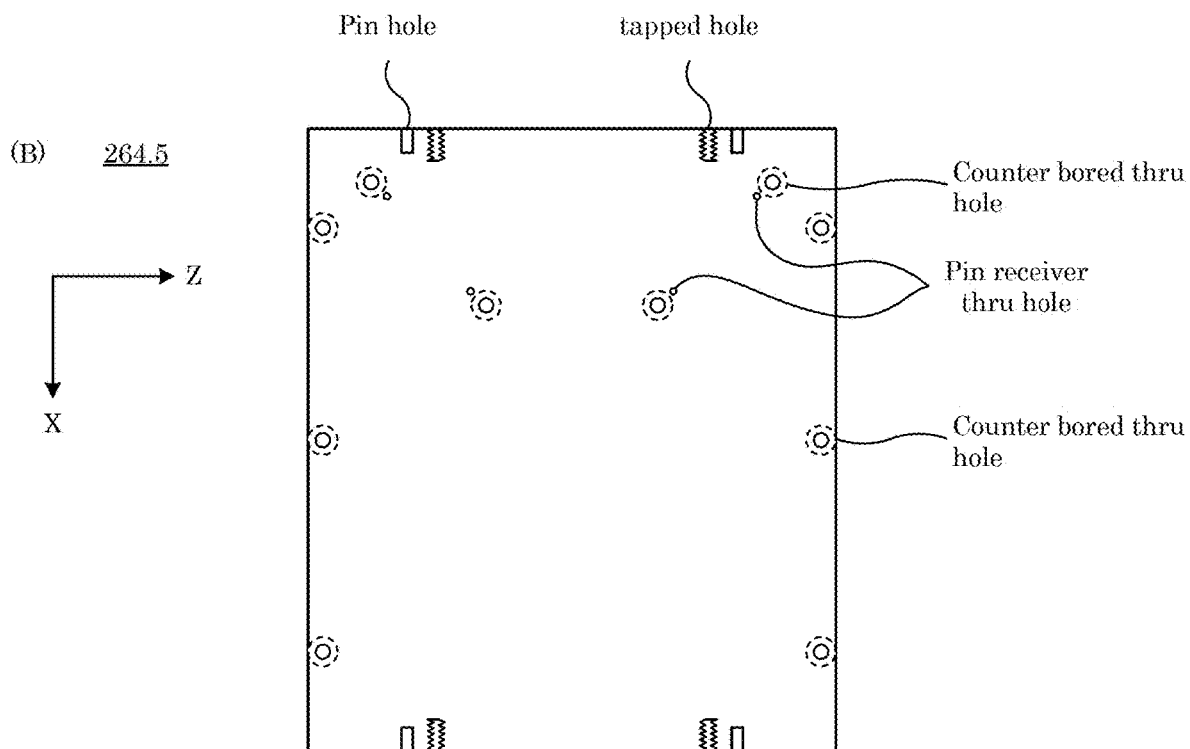 Pin hole
tapped hole
(B) 264.5
Counter bored thru
hole
Z
Pin receiver
thru hole
X
Counter bored thru
hole